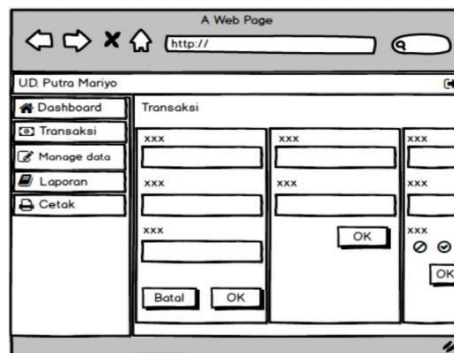 A Web Page
http://
U.D. Putra Mariyo
Dashboard
Transaksi
Manage data
Laporan
Cetak
Transaksi
xxx
xxx
xxx
Batal
OK
xxx
xxx
OK
xxx
xxx
xxx
OK